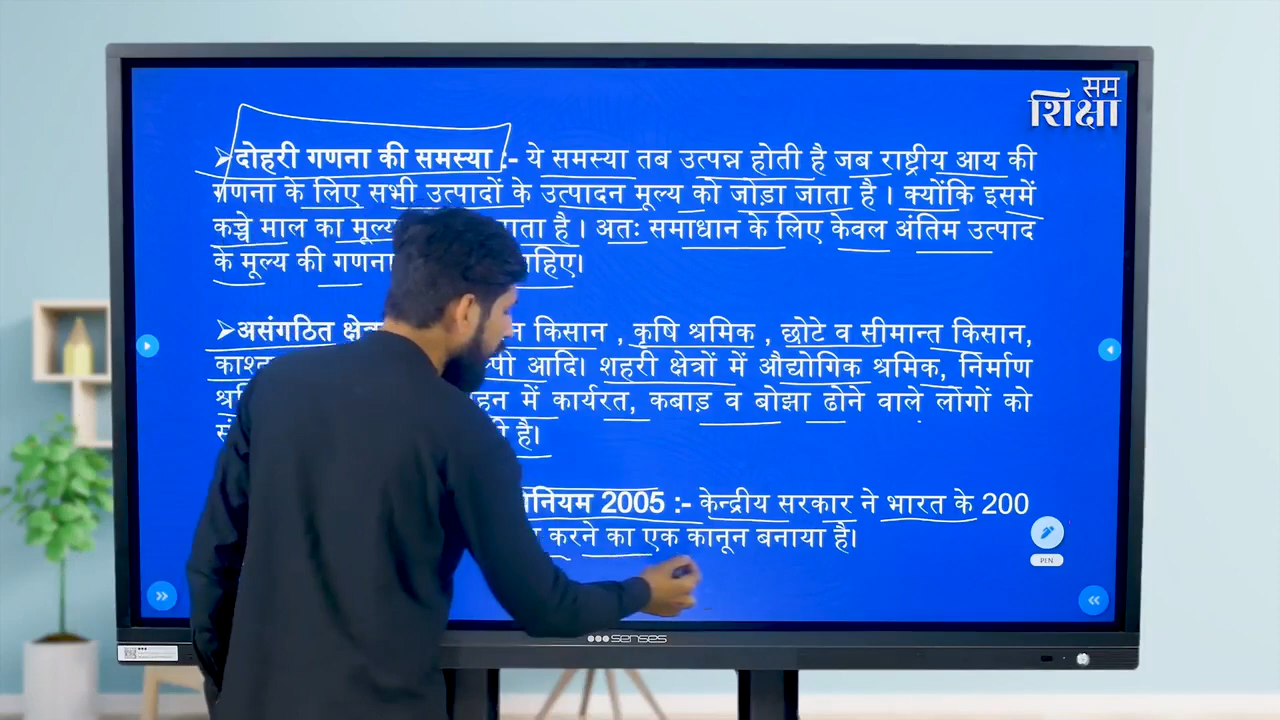 सम
शिक्षा
➢दोहरी गणना की समस्या :- ये समस्या तब उत्पन्न होती है जब राष्ट्रीय आय की
गणना के लिए सभी उत्पादों के उत्पादन मूल्य को जोड़ा जाता है । क्योंकि इसमें
कच्चे माल का मूल्य है । अतः समाधान के लिए केवल अंतिम उत्पाद
के मूल्य की गणना
➢असंगठित किसान , कृषि श्रमिक , छोटे व सीमान्त किसान,
आदि। शहरी क्षेत्रों में औद्योगिक श्रमिक, निर्माण
में कार्यरत, कबाड़ व बोझा ढोने वाले लोगों को
है।
2005 :- केन्द्रीय सरकार ने भारत के 200
करने का एक कानून बनाया है।
PEN
senses